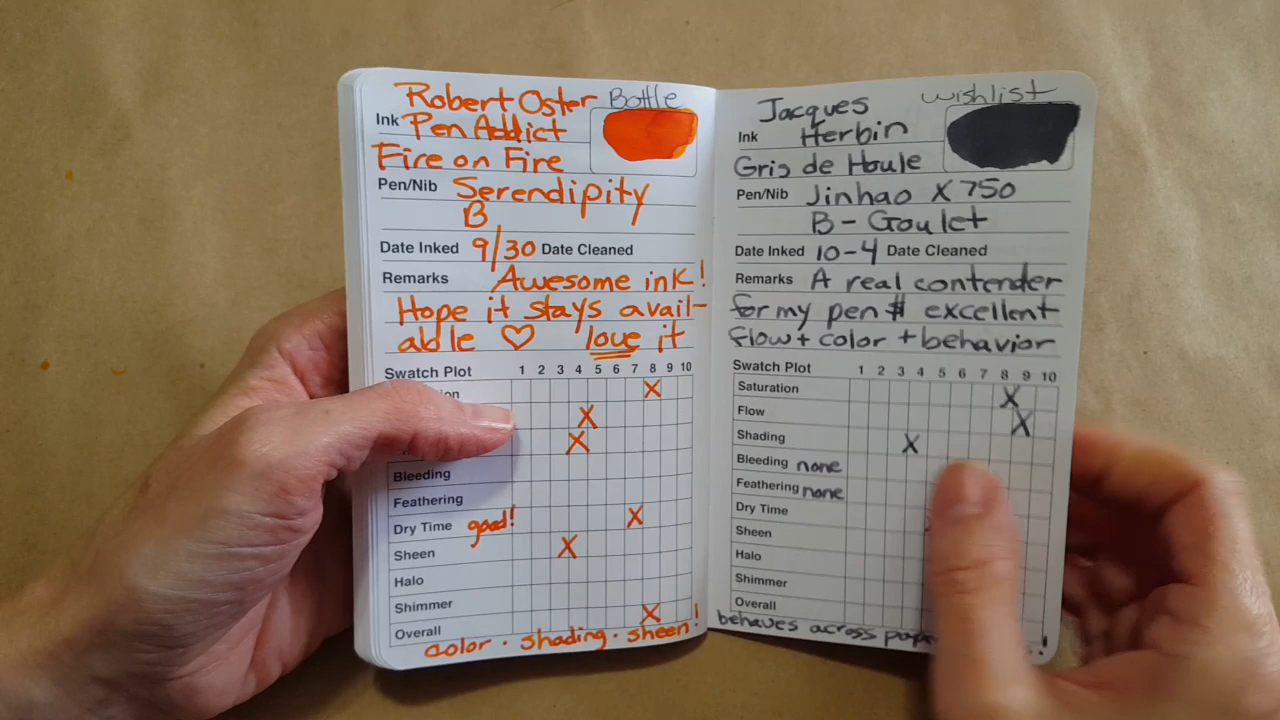 Robert Oster Bottle
Ink Pen Addict
Fire on Fire
Pen/Nib Serendipity
B
Date Inked 9/30 Date Cleaned
Remarks Awesome ink!
Hope it stays avail-
able ♡ love it
Swatch Plot 1 2 3 4 5 6 7 8 9 10
X
X
X
Bleeding
Feathering
Dry Time good! X
Sheen X
Halo
Shimmer
Overall X
color · shading · sheen!
Jacques wishlist
Ink Herbin
Gris de Houle
Pen/Nib Jinhao X750
B - Goulet
Date Inked 10-4 Date Cleaned
Remarks A real contender
for my pen # excellent
flow + color + behavior
Swatch Plot 1 2 3 4 5 6 7 8 9 10
Saturation X
Flow X
Shading X
Bleeding none
Feathering none
Dry Time
Sheen
Halo
Shimmer
Overall
behaves across !